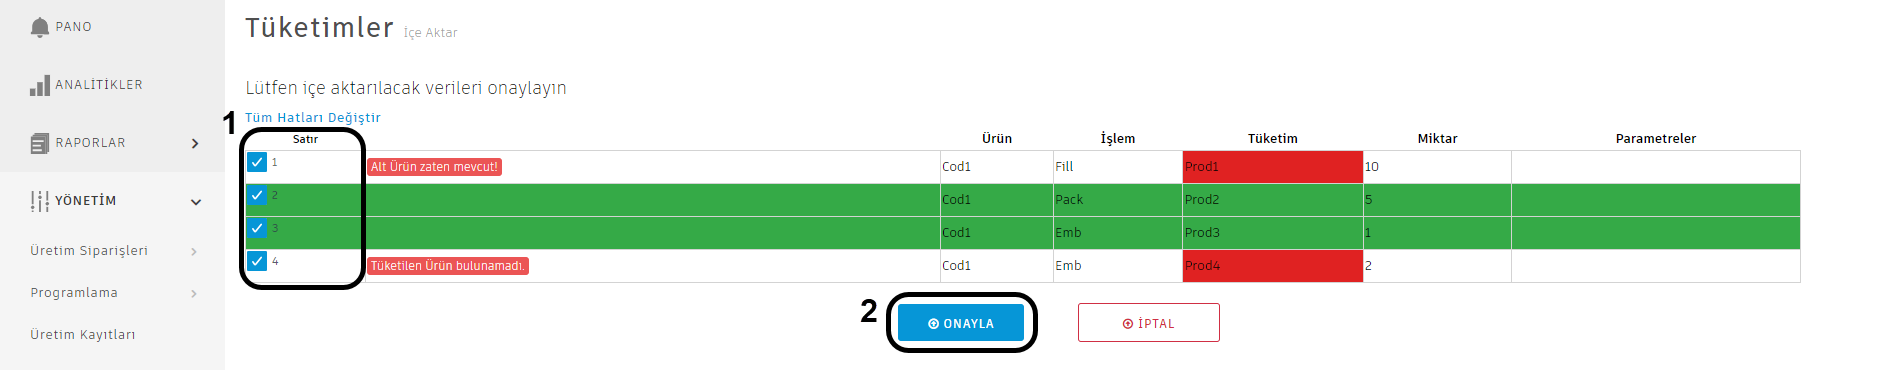 PANO
ANALİTİKLER
RAPORLAR
YÖNETİM
Üretim Siparişleri
Programlama
Üretim Kayıtları
Tüketimler İçe Aktar
Lütfen içe aktarılacak verileri onaylayın
Tüm Hatları Değiştir
1
Satır Ürün İşlem Tüketim Miktar Parametreler
1 Alt Ürün zaten mevcut! Cod1 Fill Prod1 10
2 Cod1 Pack Prod2 5
3 Cod1 Emb Prod3 1
4 Tüketilen Ürün bulunamadı. Cod1 Emb Prod4 2
2 ONAYLA İPTAL